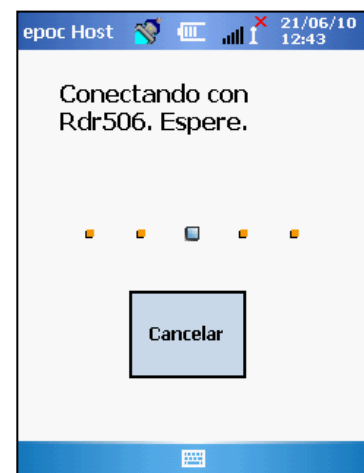 epoc Host
21/06/10
12:43
Conectando con
Rdr506. Espere.
Cancelar